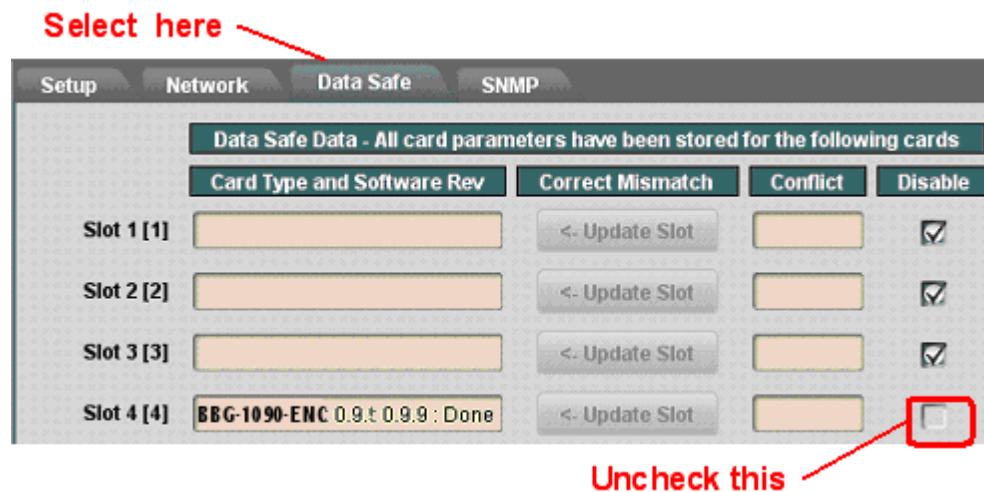 Select here
Setup Network Data Safe SNMP
Data Safe Data - All card parameters have been stored for the following cards
Card Type and Software Rev Correct Mismatch Conflict Disable
Slot 1 [1] <- Update Slot
Slot 2 [2] <- Update Slot
Slot 3 [3] <- Update Slot
Slot 4 [4] BBG-1090-ENC 0.9.t 0.9.9 : Done <- Update Slot
Uncheck this